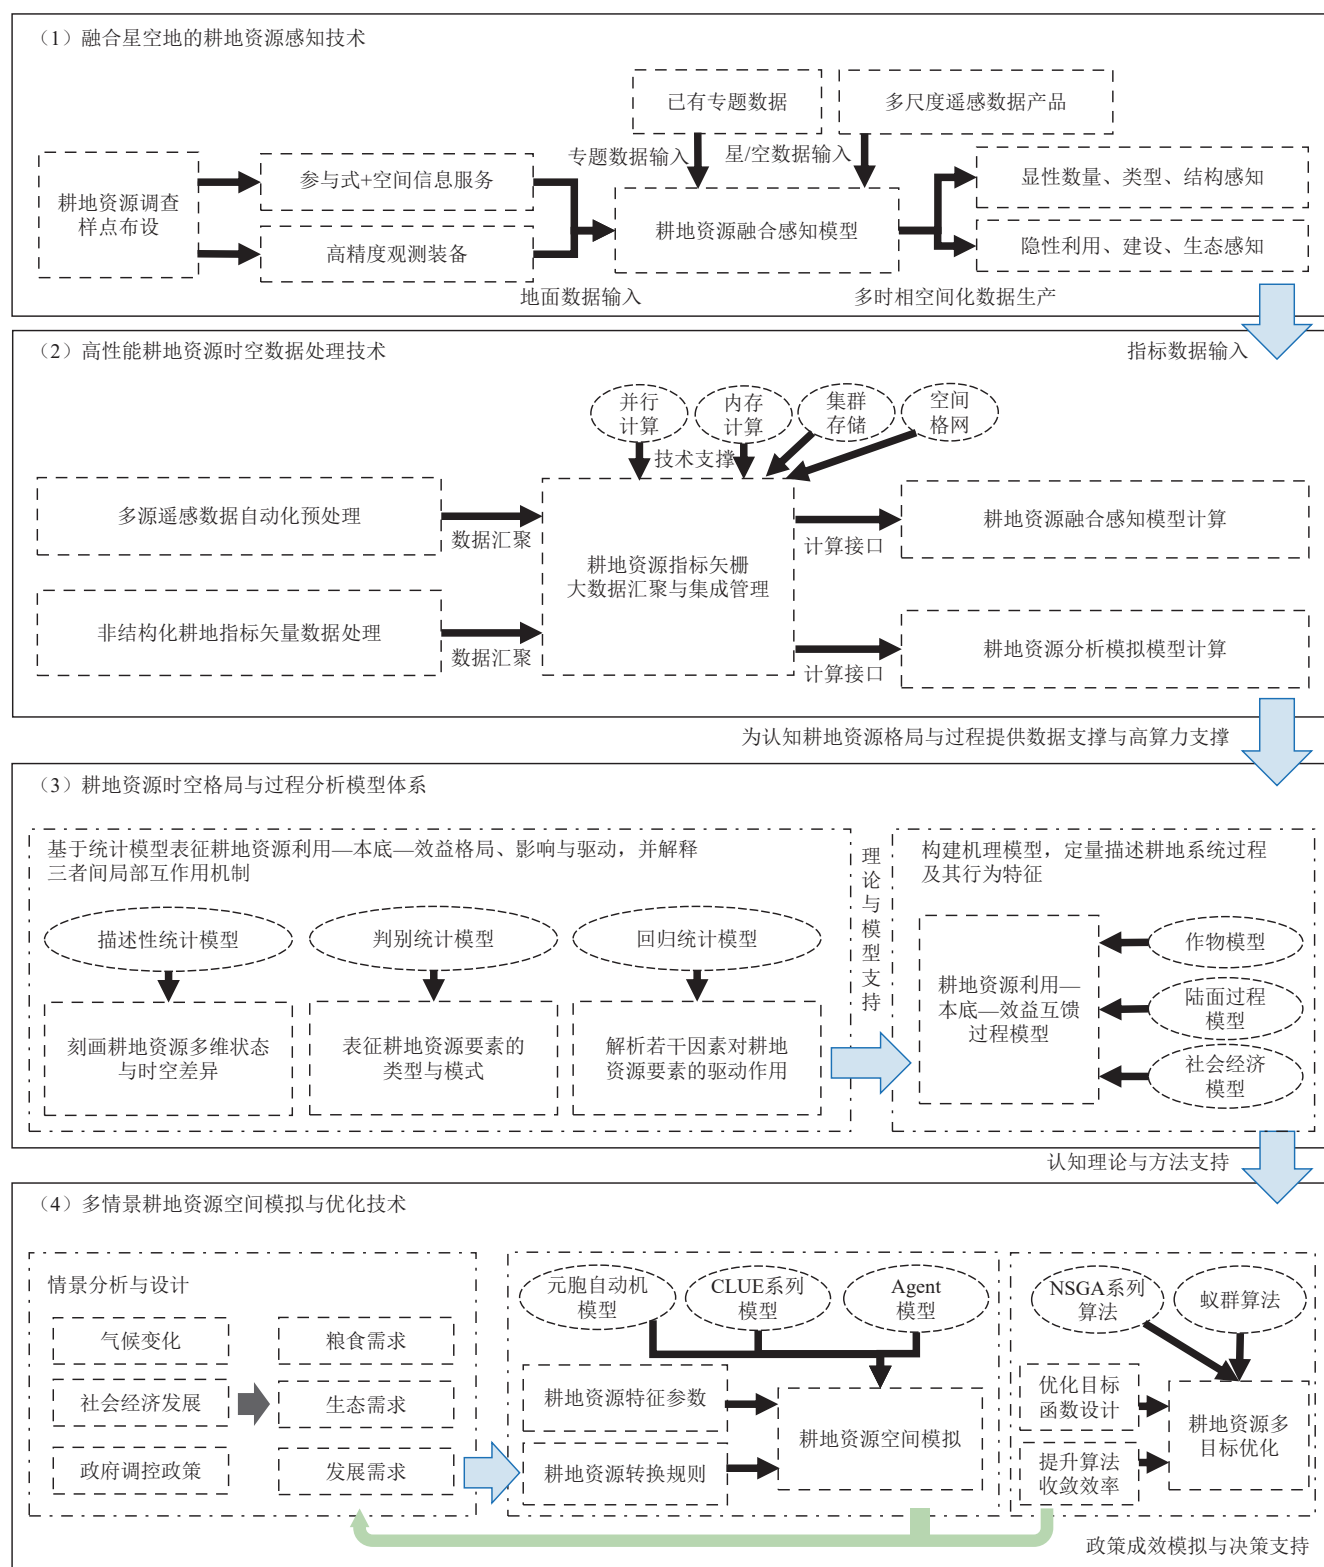 （1）融合星空地的耕地资源感知技术
已有专题数据
多尺度遥感数据产品
专题数据输入
星/空数据输入
耕地资源调查
样点布设
参与式+空间信息服务
高精度观测装备
地面数据输入
耕地资源融合感知模型
显性数量、类型、结构感知
隐性利用、建设、生态感知
多时相空间化数据生产
（2）高性能耕地资源时空数据处理技术
指标数据输入
并行
计算
内存
计算
集群
存储
空间
格网
技术支撑
多源遥感数据自动化预处理
数据汇聚
非结构化耕地指标矢量数据处理
数据汇聚
耕地资源指标矢栅
大数据汇聚与集成管理
计算接口
耕地资源融合感知模型计算
计算接口
耕地资源分析模拟模型计算
为认知耕地资源格局与过程提供数据支撑与高算力支撑
（3）耕地资源时空格局与过程分析模型体系
基于统计模型表征耕地资源利用—本底—效益格局、影响与驱动，并解释
三者间局部互作用机制
描述性统计模型
判别统计模型
回归统计模型
刻画耕地资源多维状态
与时空差异
表征耕地资源要素的
类型与模式
解析若干因素对耕地
资源要素的驱动作用
理论与模型支持
构建机理模型，定量描述耕地系统过程
及其行为特征
耕地资源利用—
本底—效益互馈
过程模型
作物模型
陆面过程
模型
社会经济
模型
认知理论与方法支持
（4）多情景耕地资源空间模拟与优化技术
情景分析与设计
气候变化
社会经济发展
政府调控政策
粮食需求
生态需求
发展需求
元胞自动机
模型
CLUE系列
模型
Agent
模型
耕地资源特征参数
耕地资源转换规则
耕地资源空间模拟
NSGA系列
算法
蚁群算法
优化目标
函数设计
提升算法
收敛效率
耕地资源多
目标优化
政策成效模拟与决策支持